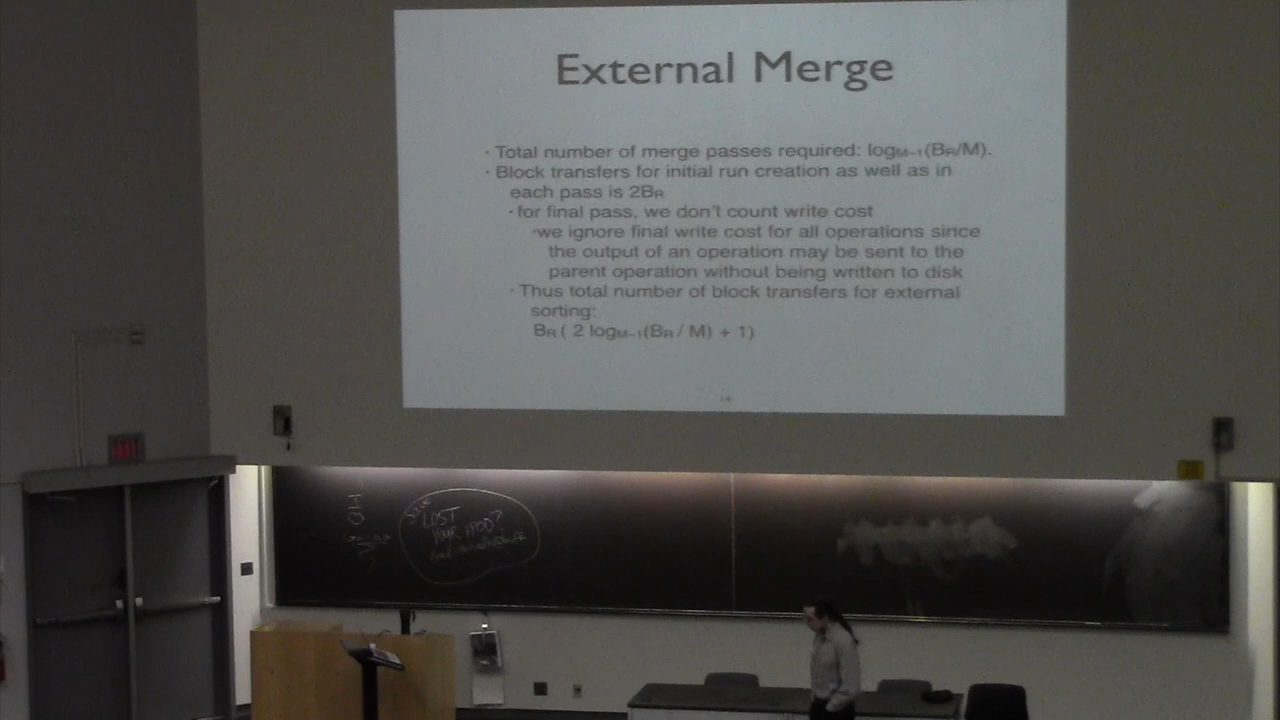 External Merge
· Total number of merge passes required: logM–1(BR/M).
· Block transfers for initial run creation as well as in
each pass is 2BR
· for final pass, we don't count write cost
·we ignore final write cost for all operations since
the output of an operation may be sent to the
parent operation without being written to disk
· Thus total number of block transfers for external
sorting:
BR ( 2 logM–1(BR / M) + 1)
14
LOST
YOUR IPOD?